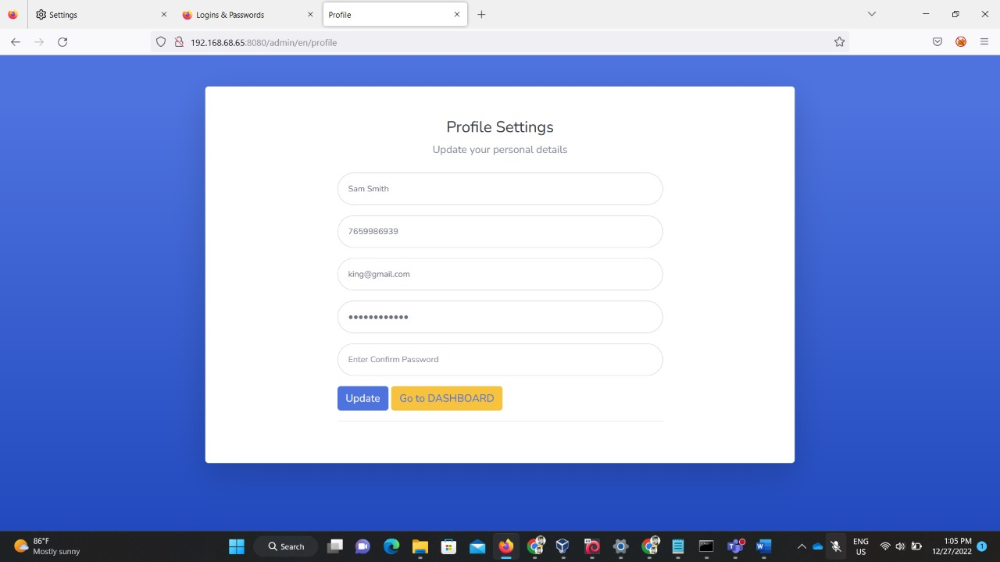 Settings
Logins & Passwords
Profile
192.168.68.65:8080/admin/en/profile
Profile Settings
Update your personal details
Sam Smith
7659986939
king@gmail.com
••••••••••••
Enter Confirm Password
Update
Go to DASHBOARD
86°F
Mostly sunny
Search
ENG
US
1:05 PM
12/27/2022
1